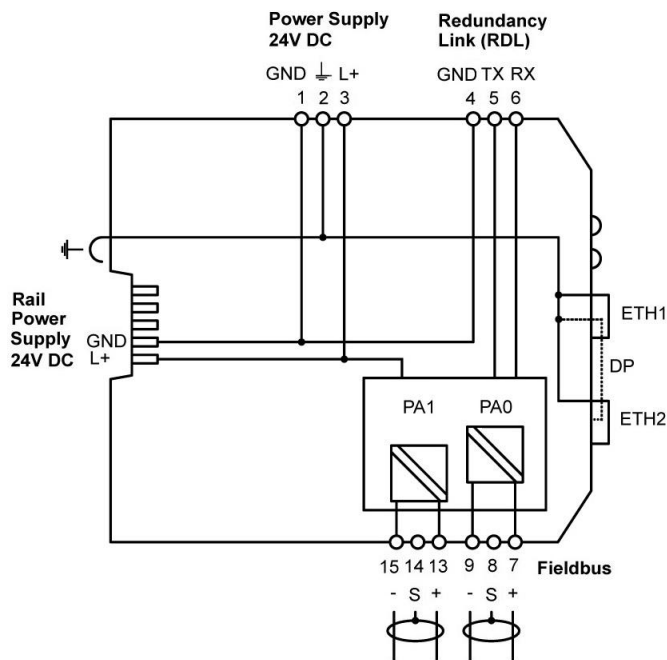 Power Supply
24V DC
Redundancy
Link (RDL)
GND ⏚ L+
GND TX RX
1 2 3
4 5 6
Rail
Power
Supply
24V DC
GND
L+
ETH1
DP
ETH2
PA1 PA0
15 14 13
9 8 7
Fieldbus
- S +
- S +